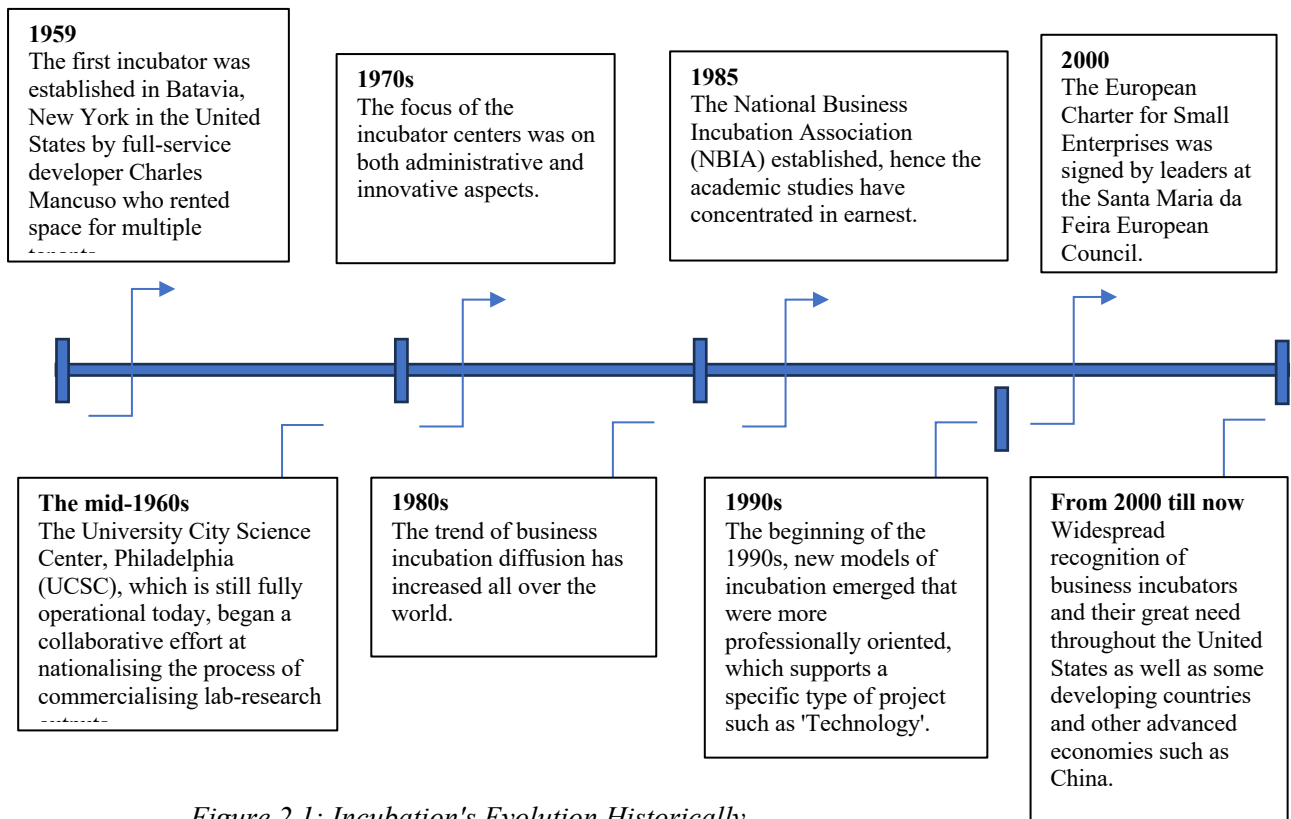 1959
The first incubator was
established in Batavia,
New York in the United
States by full-service
developer Charles
Mancuso who rented
space for multiple
1970s
The focus of the
incubator centers was on
both administrative and
innovative aspects.
1985
The National Business
Incubation Association
(NBIA) established, hence the
academic studies have
concentrated in earnest.
2000
The European
Charter for Small
Enterprises was
signed by leaders at
the Santa Maria da
Feira European
Council.
The mid-1960s
The University City Science
Center, Philadelphia
(UCSC), which is still fully
operational today, began a
collaborative effort at
nationalising the process of
commercialising lab-research
1980s
The trend of business
incubation diffusion has
increased all over the
world.
1990s
The beginning of the
1990s, new models of
incubation emerged that
were more
professionally oriented,
which supports a
specific type of project
such as 'Technology'.
From 2000 till now
Widespread
recognition of
business incubators
and their great need
throughout the United
States as well as some
developing countries
and other advanced
economies such as
China.
Figure 2.1: Incubation's Evolution Historically